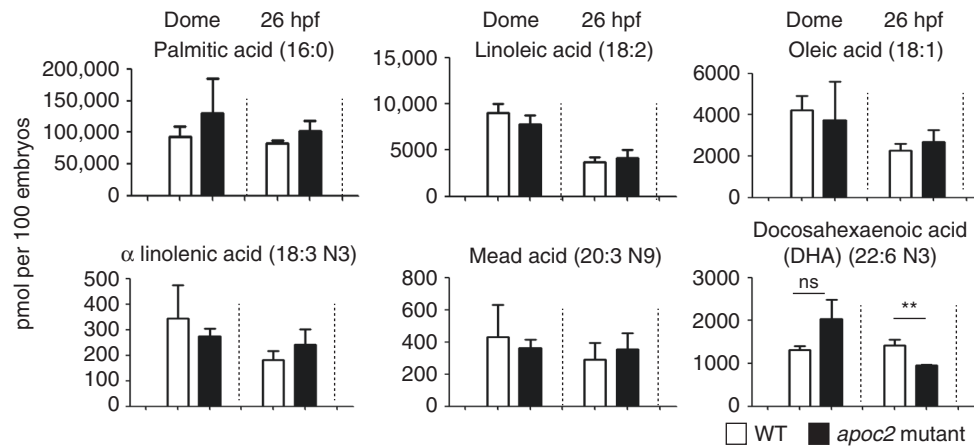 Dome 26 hpf Dome 26 hpf Dome 26 hpf
Palmitic acid (16:0)
Linoleic acid (18:2)
Oleic acid (18:1)
pmol per 100 embryos
200,000
150,000
100,000
50,000
0
15,000
10,000
5000
0
6000
4000
2000
0
α linolenic acid (18:3 N3)
Mead acid (20:3 N9)
Docosahexaenoic acid
(DHA) (22:6 N3)
500
400
300
200
100
0
800
600
400
200
0
3000
2000
1000
0
ns
**
WT apoc2 mutant